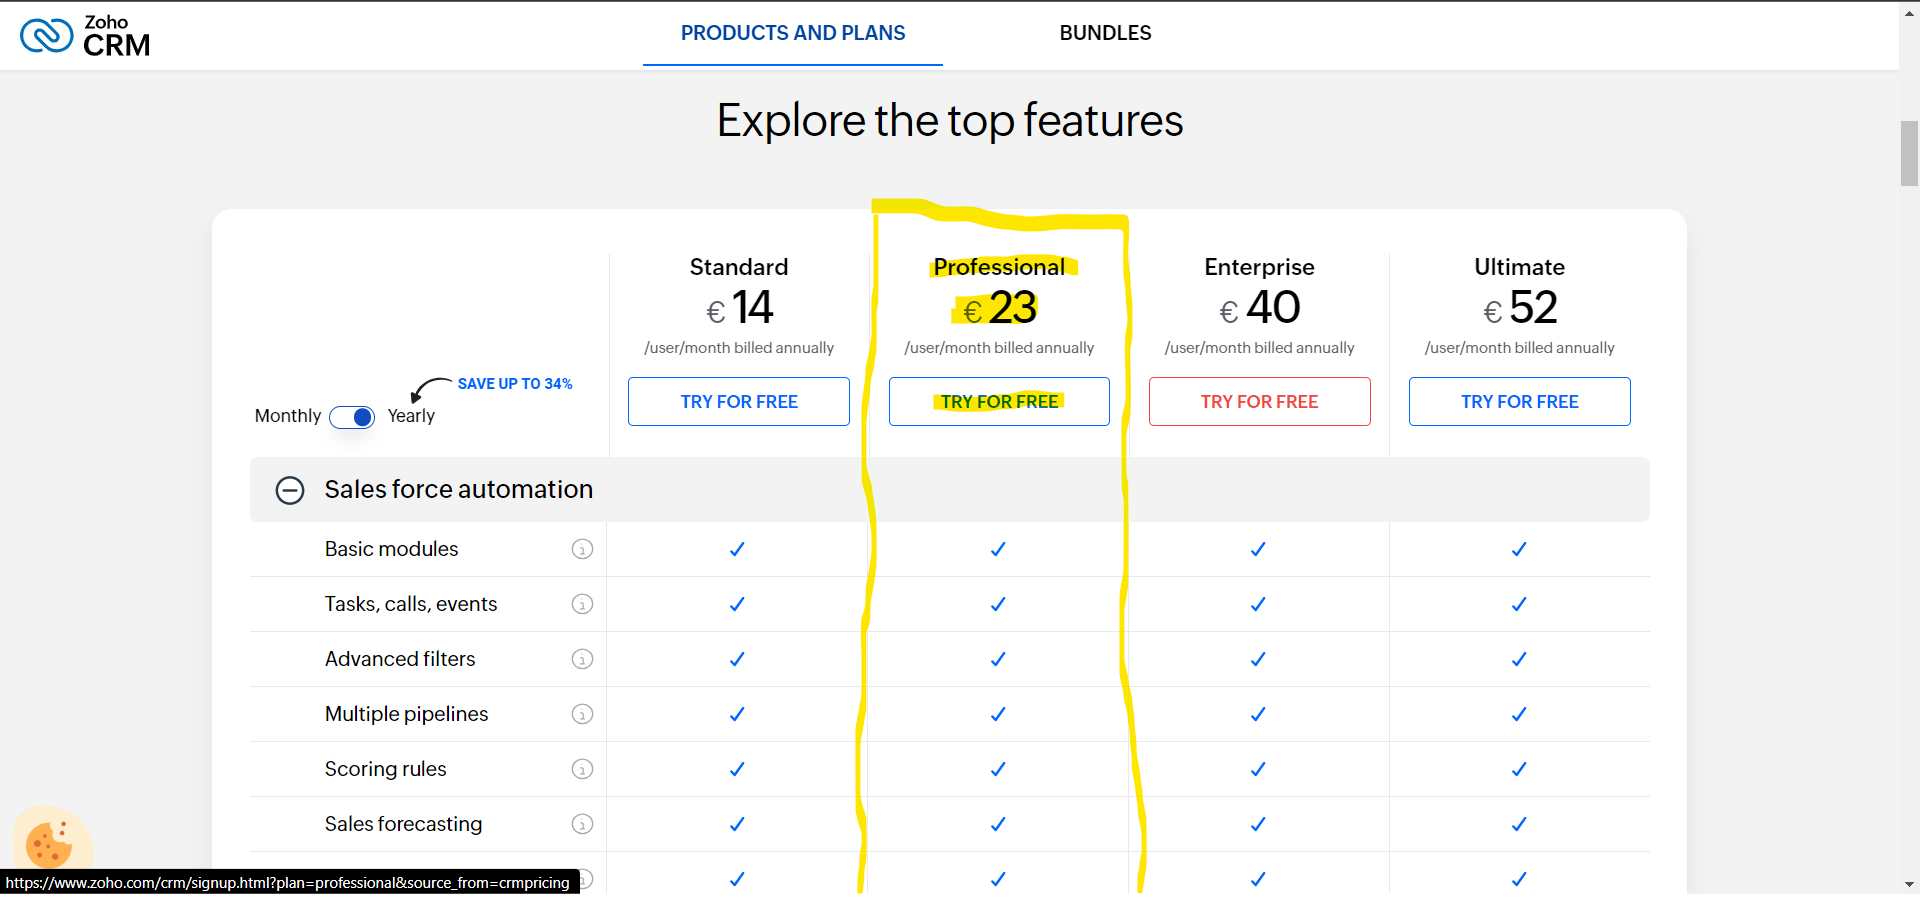 Zoho
CRM
PRODUCTS AND PLANS
BUNDLES
Explore the top features
Standard
€ 14
/user/month billed annually
TRY FOR FREE
Professional
€ 23
/user/month billed annually
TRY FOR FREE
Enterprise
€ 40
/user/month billed annually
TRY FOR FREE
Ultimate
€ 52
/user/month billed annually
TRY FOR FREE
SAVE UP TO 34%
Monthly
Yearly
Sales force automation
Basic modules
Tasks, calls, events
Advanced filters
Multiple pipelines
Scoring rules
Sales forecasting
https://www.zoho.com/crm/signup.html?plan=professional&source_from=crmpricing